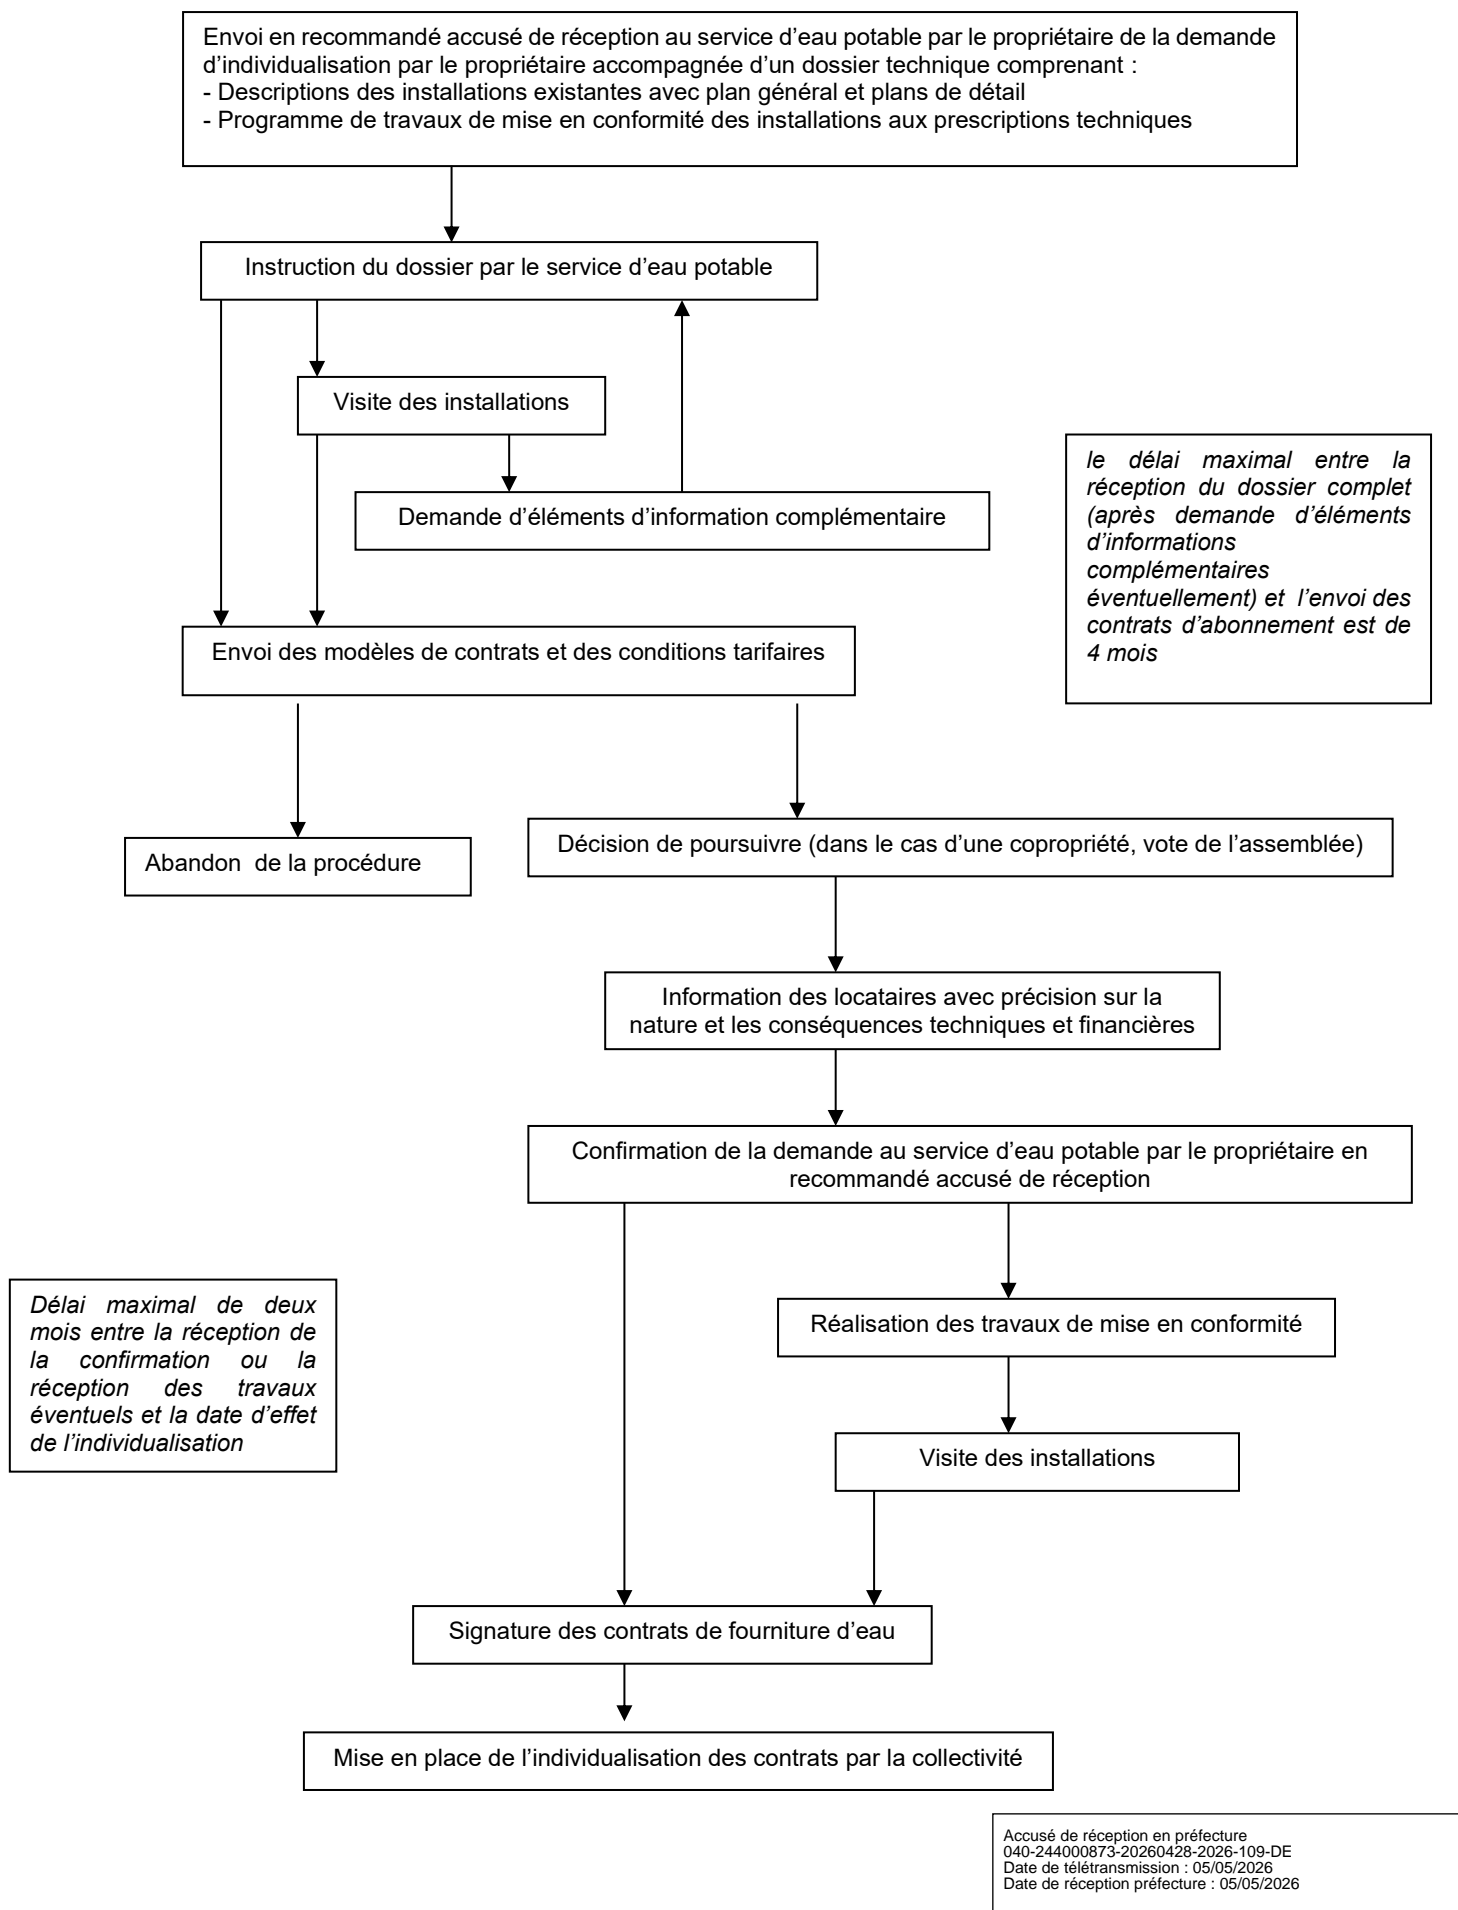 Envoi en recommandé accusé de réception au service d’eau potable par le propriétaire de la demande
d’individualisation par le propriétaire accompagnée d’un dossier technique comprenant :
- Descriptions des installations existantes avec plan général et plans de détail
- Programme de travaux de mise en conformité des installations aux prescriptions techniques
Instruction du dossier par le service d’eau potable
Visite des installations
Demande d’éléments d’information complémentaire
le délai maximal entre la
réception du dossier complet
(après demande d’éléments
d’informations
complémentaires
éventuellement) et l’envoi des
contrats d’abonnement est de
4 mois
Envoi des modèles de contrats et des conditions tarifaires
Abandon de la procédure
Décision de poursuivre (dans le cas d’une copropriété, vote de l’assemblée)
Information des locataires avec précision sur la
nature et les conséquences techniques et financières
Confirmation de la demande au service d’eau potable par le propriétaire en
recommandé accusé de réception
Délai maximal de deux
mois entre la réception de
la confirmation ou la
réception des travaux
éventuels et la date d’effet
de l’individualisation
Réalisation des travaux de mise en conformité
Visite des installations
Signature des contrats de fourniture d’eau
Mise en place de l’individualisation des contrats par la collectivité
Accusé de réception en préfecture
040-244000873-20260428-2026-109-DE
Date de télétransmission : 05/05/2026
Date de réception préfecture : 05/05/2026